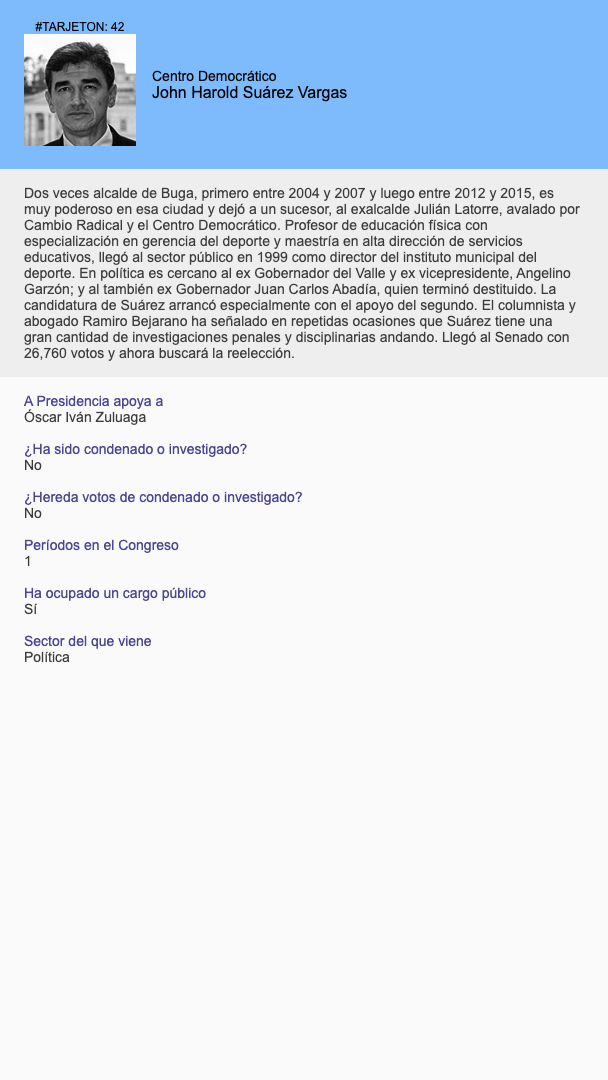 #TARJETON: 42
Centro Democrático
John Harold Suárez Vargas
Dos veces alcalde de Buga, primero entre 2004 y 2007 y luego entre 2012 y 2015, es
muy poderoso en esa ciudad y dejó a un sucesor, al exalcalde Julián Latorre, avalado por
Cambio Radical y el Centro Democrático. Profesor de educación física con
especialización en gerencia del deporte y maestría en alta dirección de servicios
educativos, llegó al sector público en 1999 como director del instituto municipal del
deporte. En política es cercano al ex Gobernador del Valle y ex vicepresidente, Angelino
Garzón; y al también ex Gobernador Juan Carlos Abadía, quien terminó destituido. La
candidatura de Suárez arrancó especialmente con el apoyo del segundo. El columnista y
abogado Ramiro Bejarano ha señalado en repetidas ocasiones que Suárez tiene una
gran cantidad de investigaciones penales y disciplinarias andando. Llegó al Senado con
26,760 votos y ahora buscará la reelección.
A Presidencia apoya a
Óscar Iván Zuluaga
¿Ha sido condenado o investigado?
No
¿Hereda votos de condenado o investigado?
No
Períodos en el Congreso
1
Ha ocupado un cargo público
Sí
Sector del que viene
Política